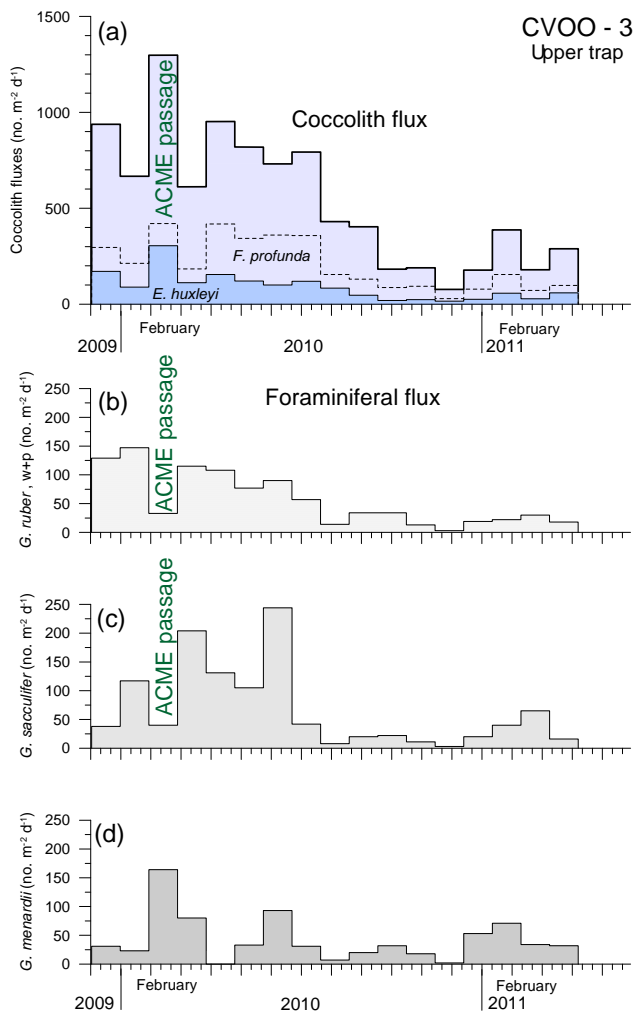 CVOO - 3
Upper trap
(a)
Coccolith flux
ACME passage
F. profunda
E. huxleyi
Coccolith fluxes (no. m⁻² d⁻¹)
1500
1000
500
0
February
February
2009
2010
2011
(b)
Foraminiferal flux
ACME passage
G. ruber , w+p (no. m⁻² d⁻¹)
250
200
150
100
50
0
(c)
ACME passage
G. sacculifer (no. m⁻² d⁻¹)
250
200
150
100
50
0
(d)
G. menardii (no. m⁻² d⁻¹)
250
200
150
100
50
0
February
February
2009
2010
2011